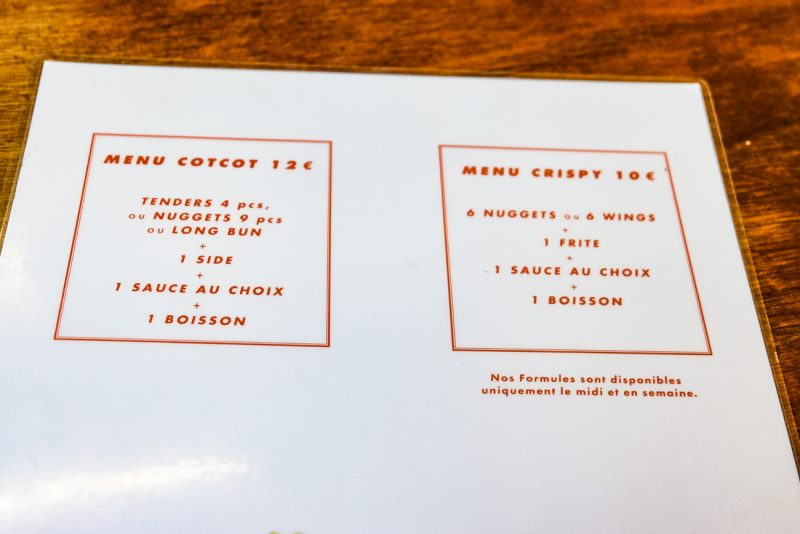 MENU COTCOT 12€
TENDERS 4 pcs,
ou NUGGETS 9 pcs
ou LONG BUN
+
1 SIDE
+
1 SAUCE AU CHOIX
+
1 BOISSON
MENU CRISPY 10€
6 NUGGETS ou 6 WINGS
+
1 FRITE
+
1 SAUCE AU CHOIX
+
1 BOISSON
Nos Formules sont disponibles
uniquement le midi et en semaine.